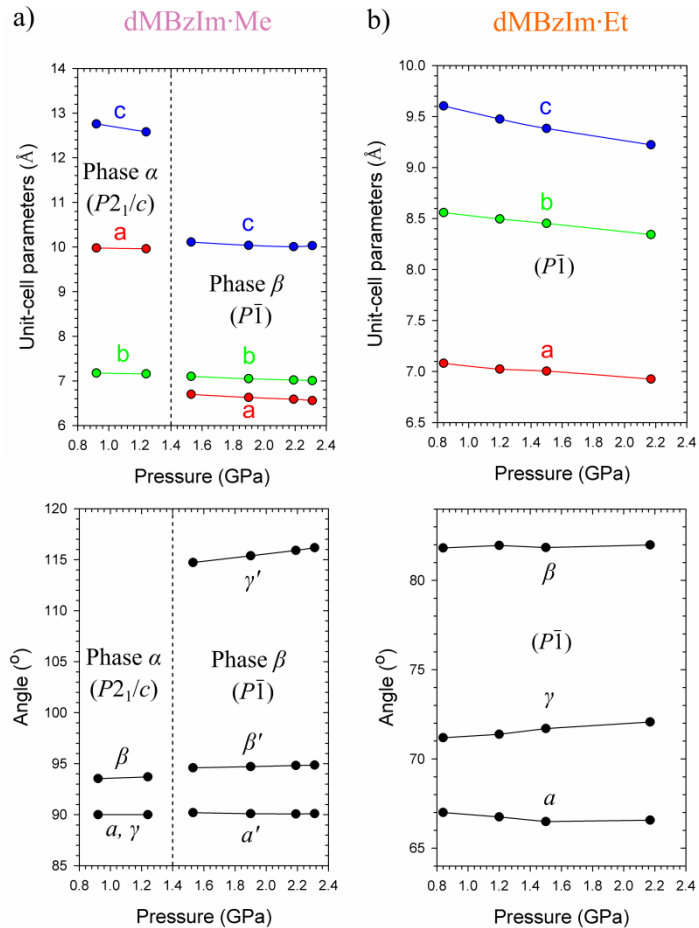 a)
dMBzIm·Me
b)
dMBzIm·Et
Unit-cell parameters (Å)
14
13
12
11
10
9
8
7
6
c
Phase α
(P2₁/c)
a
b
c
Phase β
(P1̄)
b
a
0.8 1.0 1.2 1.4 1.6 1.8 2.0 2.2 2.4
Pressure (GPa)
Unit-cell parameters (Å)
10.0
9.5
9.0
8.5
8.0
7.5
7.0
6.5
c
b
(P1̄)
a
0.8 1.0 1.2 1.4 1.6 1.8 2.0 2.2 2.4
Pressure (GPa)
Angle (°)
120
115
110
105
100
95
90
85
γ'
Phase α
(P2₁/c)
Phase β
(P1̄)
β
β'
a, γ
a'
0.8 1.0 1.2 1.4 1.6 1.8 2.0 2.2 2.4
Pressure (GPa)
Angle (°)
80
75
70
65
β
(P1̄)
γ
a
0.8 1.0 1.2 1.4 1.6 1.8 2.0 2.2 2.4
Pressure (GPa)